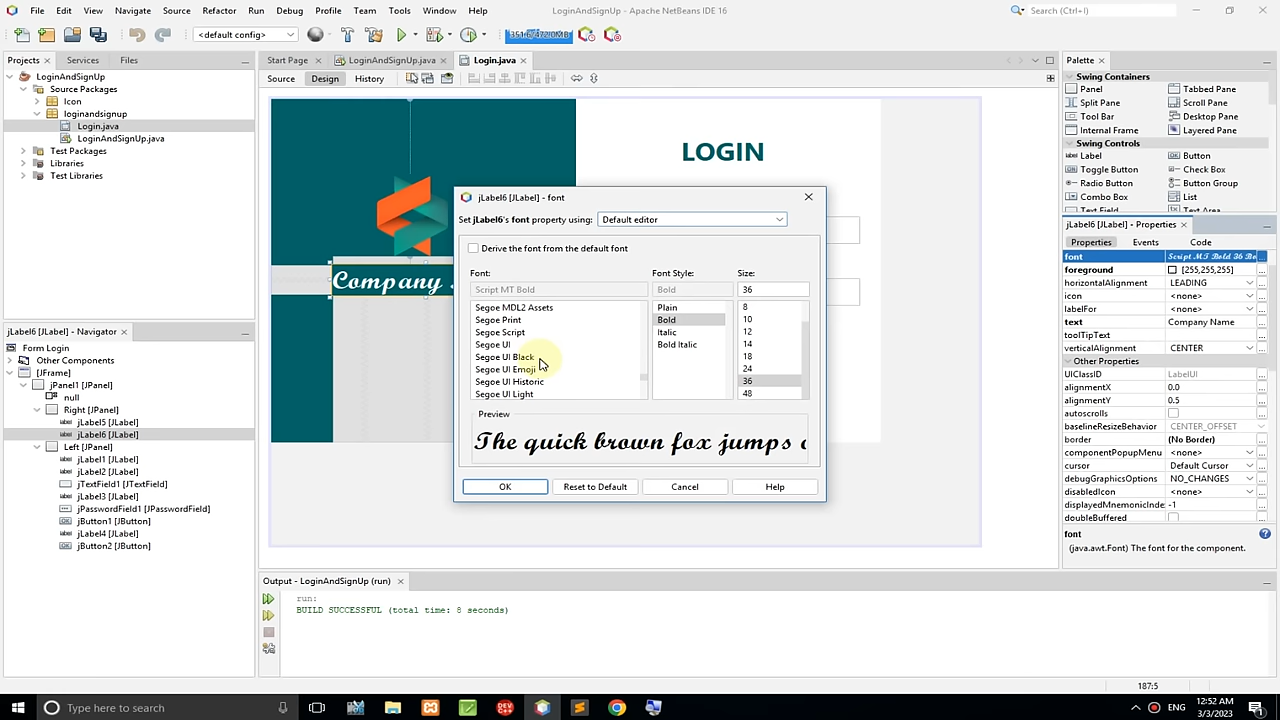 File Edit View Navigate Source Refactor Run Debug Profile Team Tools Window Help
LoginAndSignUp - Apache NetBeans IDE 16
Search (Ctrl+I)
<default config>
Projects Services Files
Start Page LoginAndSignUp.java Login.java
Palette
Source Design History
LoginAndSignUp
Source Packages
Icon
loginandsignup
Login.java
LoginAndSignUp.java
Test Packages
Libraries
Test Libraries
Swing Containers
Panel Tabbed Pane
Split Pane Scroll Pane
Tool Bar Desktop Pane
Internal Frame Layered Pane
Swing Controls
Label Button
Toggle Button Check Box
Radio Button Button Group
Combo Box List
Text Field Text Area
LOGIN
Company
jLabel6 [JLabel] - font
Set jLabel6's font property using: Default editor
Derive the font from the default font
Font: Font Style: Size:
Script MT Bold Bold 36
Segoe MDL2 Assets
Segoe Print
Segoe Script
Segoe UI
Segoe UI Black
Segoe UI Emoji
Segoe UI Historic
Segoe UI Light
Plain
Bold
Italic
Bold Italic
8
10
12
14
18
24
36
48
Preview
The quick brown fox jumps
OK Reset to Default Cancel Help
jLabel6 [JLabel] - Navigator
Form Login
Other Components
[JFrame]
jPanel1 [JPanel]
null
Right [JPanel]
jLabel5 [JLabel]
jLabel6 [JLabel]
Left [JPanel]
jLabel1 [JLabel]
jLabel2 [JLabel]
jTextField1 [JTextField]
jLabel3 [JLabel]
jPasswordField1 [JPasswordField]
jButton1 [JButton]
jLabel4 [JLabel]
jButton2 [JButton]
jLabel6 [JLabel] - Properties
Properties Events Code
font Script MT Bold 36 Bo ...
foreground [255,255,255] ...
horizontalAlignment LEADING ...
icon <none> ...
labelFor <none> ...
text Company Name ...
toolTipText ...
verticalAlignment CENTER ...
Other Properties
UIClassID LabelUI ...
alignmentX 0.0 ...
alignmentY 0.5 ...
autoscrolls ...
baselineResizeBehavior CENTER_OFFSET ...
border (No Border) ...
componentPopupMenu <none> ...
cursor Default Cursor ...
debugGraphicsOptions NO_CHANGES ...
disabledIcon <none> ...
displayedMnemonicInde -1 ...
doubleBuffered ...
font
(java.awt.Font) The font for the component.
Output - LoginAndSignUp (run)
run:
BUILD SUCCESSFUL (total time: 8 seconds)
187:5
Type here to search
ENG
12:52 AM
3/3/2023